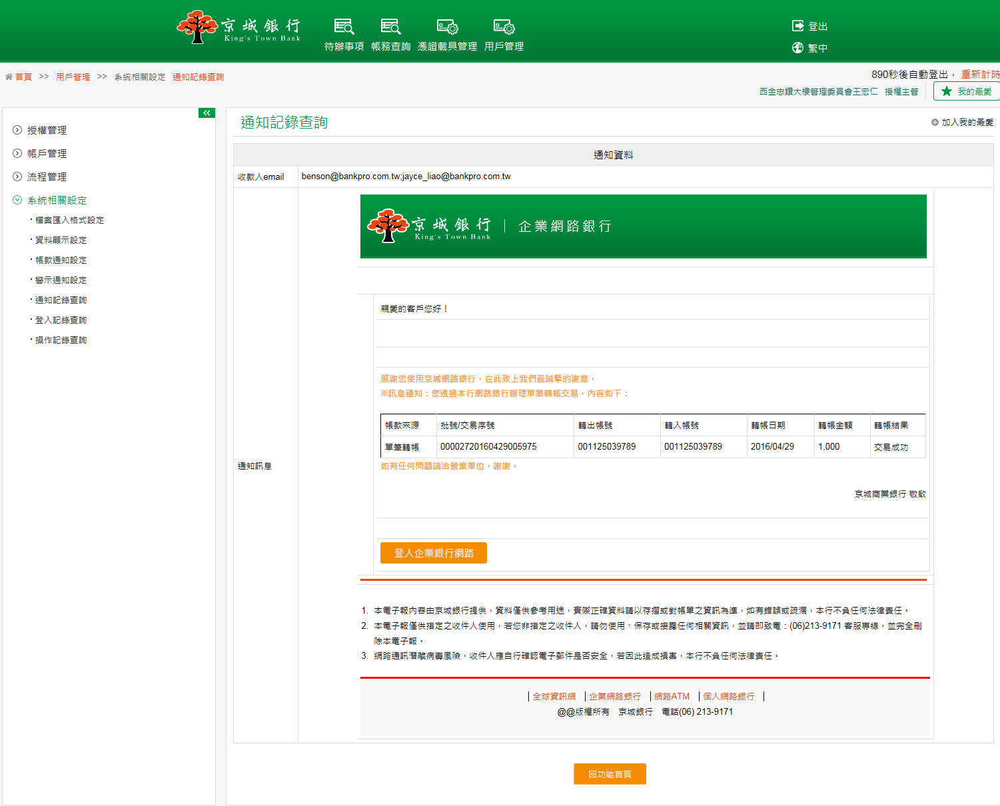 京城銀行
King's Town Bank
待辦事項 帳務查詢 憑證載具管理 用戶管理
登出
繁中
首頁 >> 用戶管理 >> 系統相關設定 通知記錄查詢
890秒後自動登出， 重新計時
西金忠鑽大樓管理委員會王宏仁 授權主管
我的最愛
授權管理
帳戶管理
流程管理
系統相關設定
檔案匯入格式設定
資料顯示設定
帳款通知設定
警示通知設定
通知記錄查詢
登入記錄查詢
操作記錄查詢
通知記錄查詢
加入我的最愛
通知資料
收款人email benson@bankpro.com.tw;jayce_liao@bankpro.com.tw
通知訊息
京城銀行 | 企業網路銀行
King's Town Bank
親愛的客戶您好！
感謝您使用京城網路銀行，在此致上我們最誠摯的謝意，
※訊息通知：您透過本行網路銀行辦理單筆轉帳交易，內容如下：
帳款來源 批號/交易序號 轉出帳號 轉入帳號 轉帳日期 轉帳金額 轉帳結果
單筆轉帳 00002720160429005975 001125039789 001125039789 2016/04/29 1,000 交易成功
如有任何問題請洽營業單位，謝謝。
京城商業銀行 敬啟
登入企業銀行網路
1. 本電子報內容由京城銀行提供，資料僅供參考用途，實際正確資料請以存摺或對帳單之資訊為準，如有錯誤或疏漏，本行不負任何法律責任。
2. 本電子報僅供指定之收件人使用，若您非指定之收件人，請勿使用、保存或接露任何相關資訊，並請即致電：(06)213-9171 客服專線，並完全刪
除本電子報。
3. 網路通訊潛藏病毒風險，收件人應自行確認電子郵件是否安全，若因此造成損害，本行不負任何法律責任。
| 全球資訊網 | 企業網路銀行 | 網路ATM | 個人網路銀行 |
@@版權所有 京城銀行 電話(06) 213-9171
回功能首頁